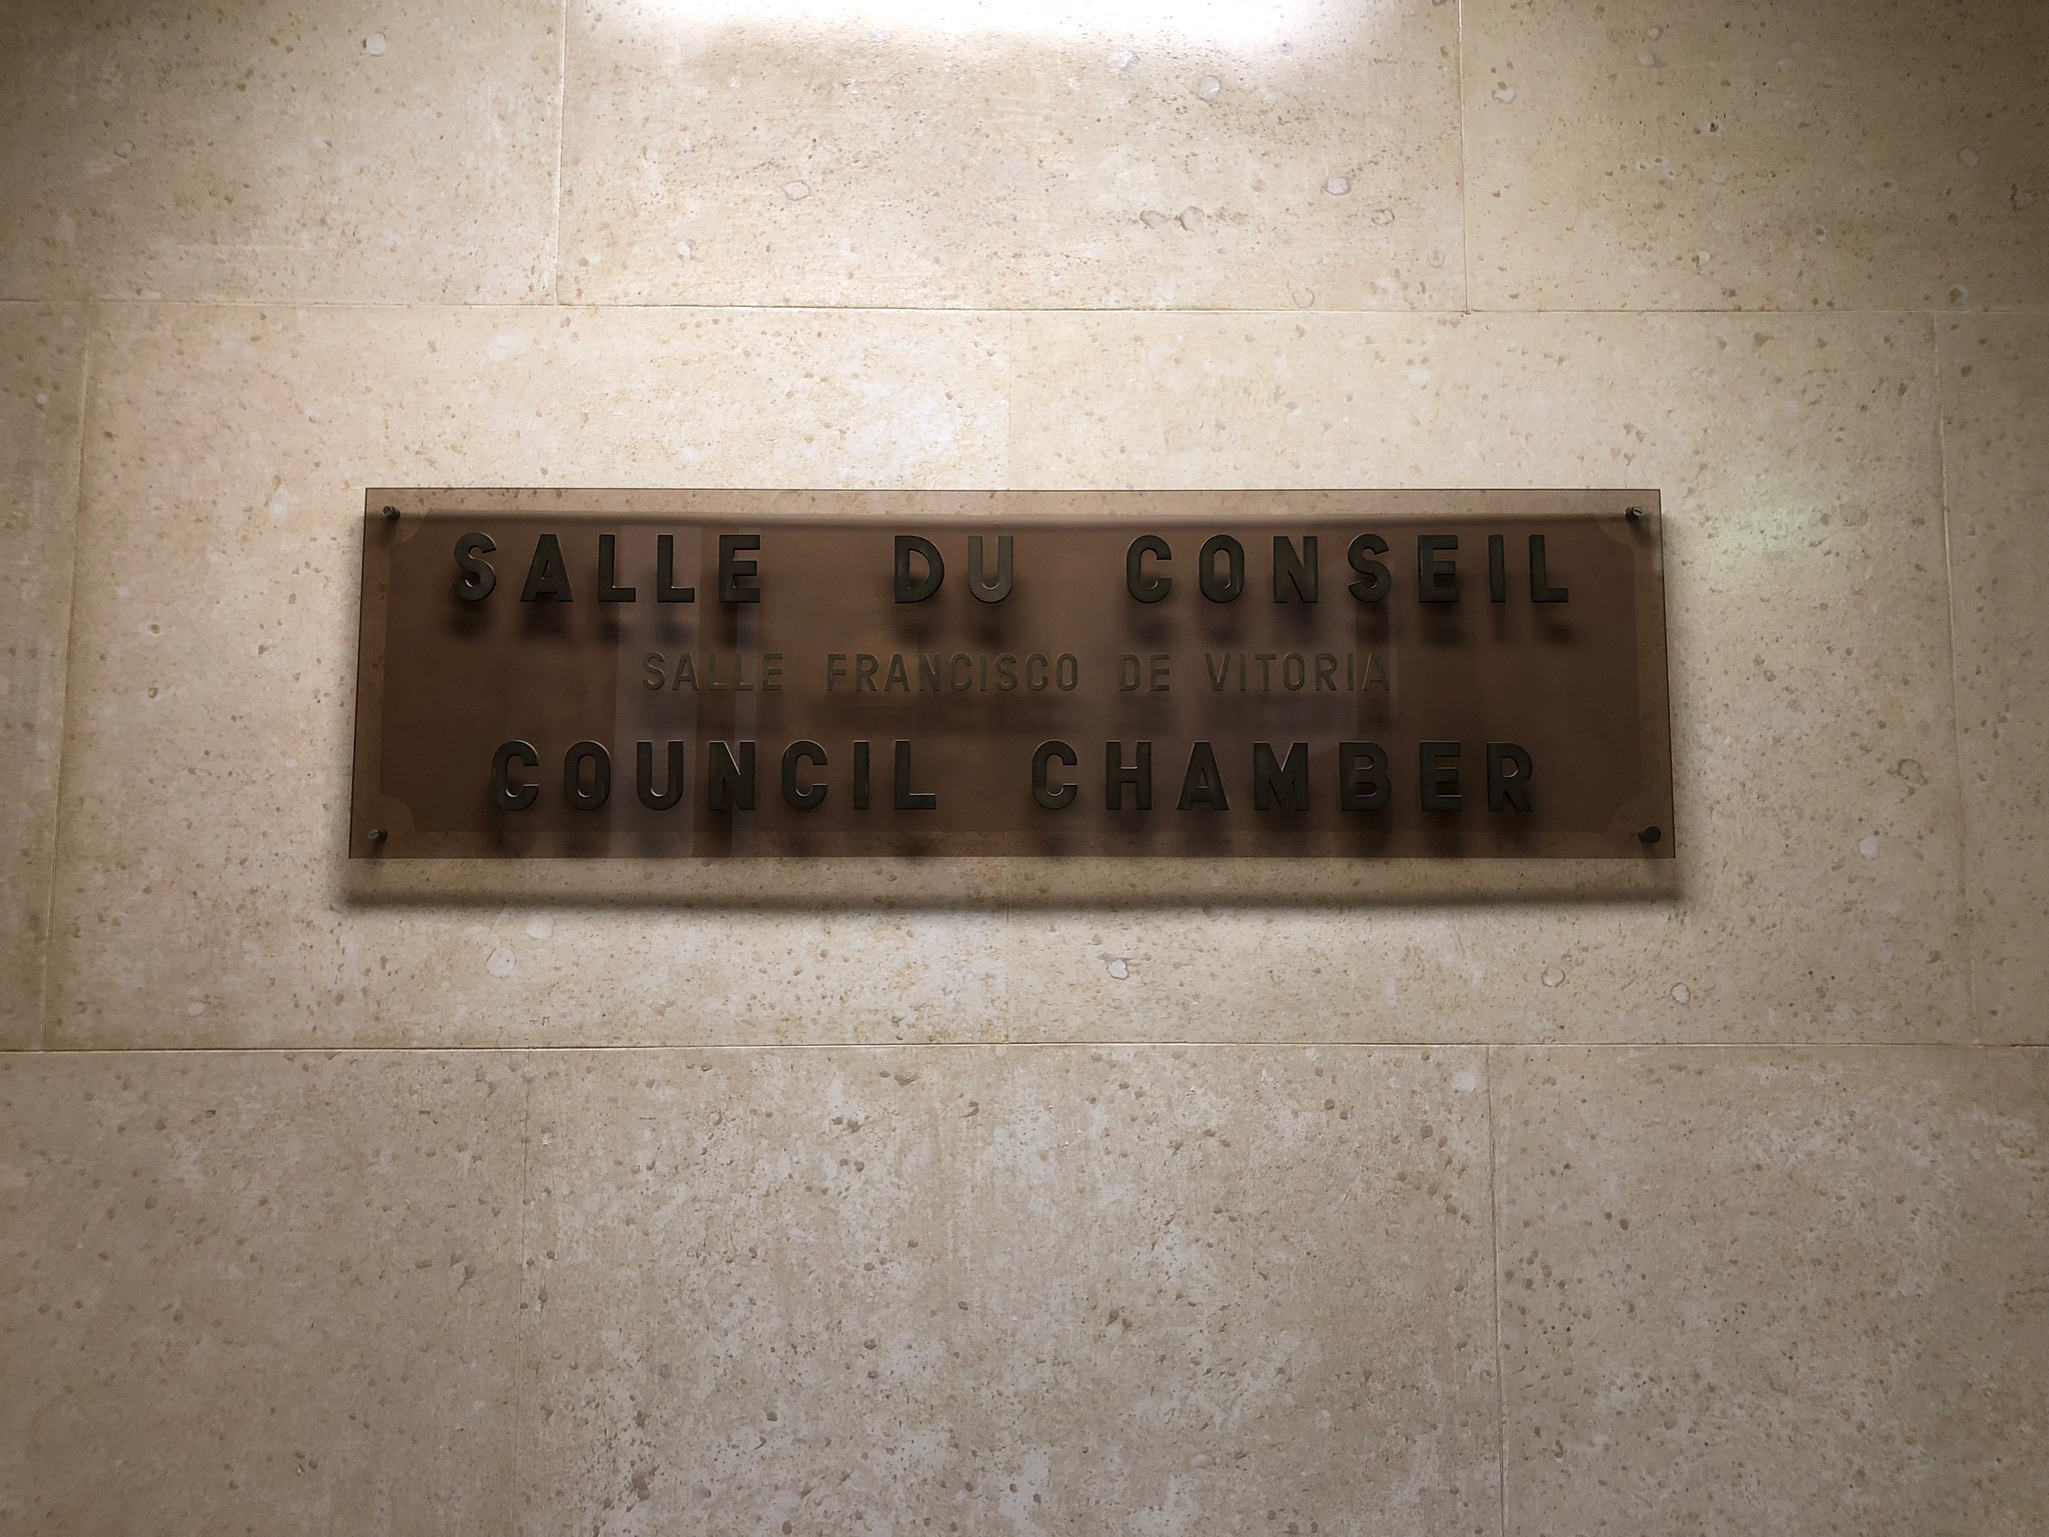 SALLE DU CONSEIL
SALLE FRANCISCO DE VITORIA
COUNCIL CHAMBER